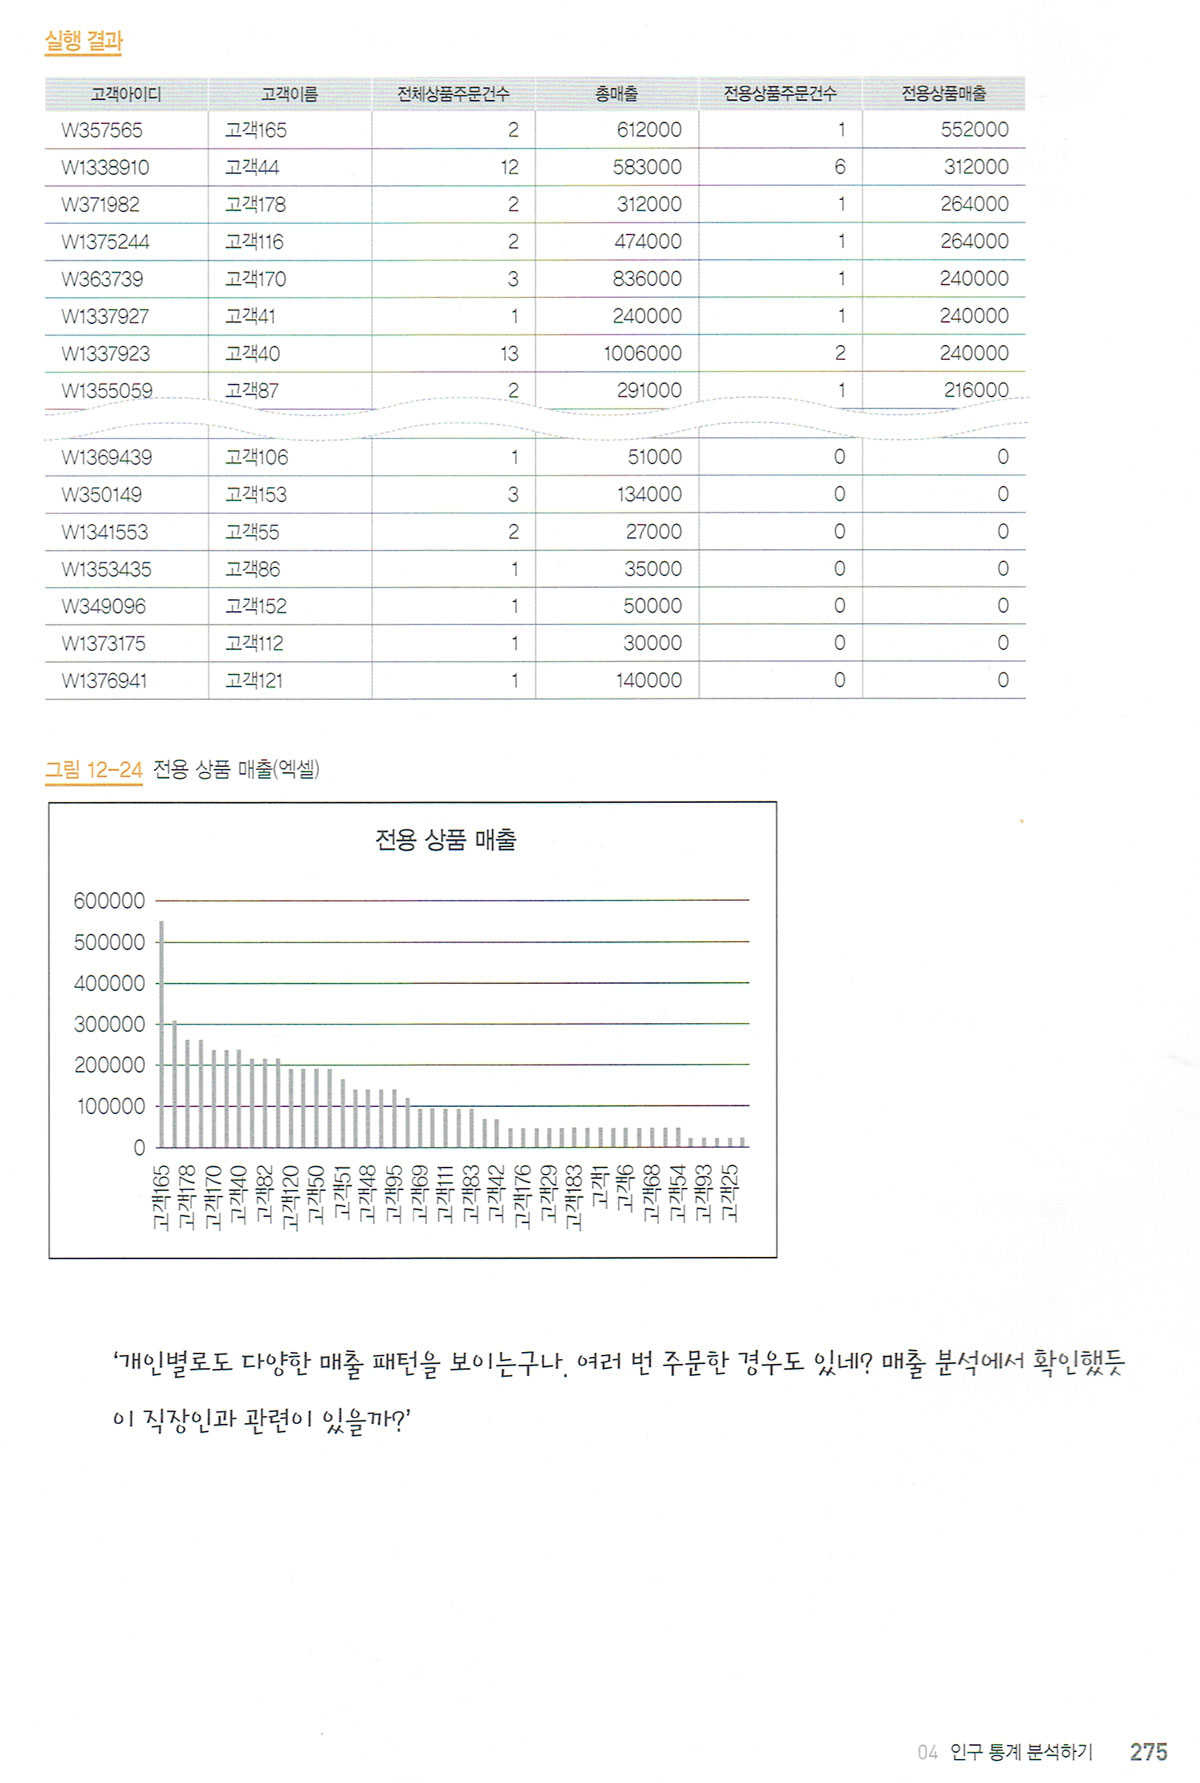 실행 결과
고객아이디 고객이름 전체상품주문건수 총매출 전용상품주문건수 전용상품매출
W357565 고객165 2 612000 1 552000
W1338910 고객44 12 583000 6 312000
W371982 고객178 2 312000 1 264000
W1375244 고객116 2 474000 1 264000
W363739 고객170 3 836000 1 240000
W1337927 고객41 1 240000 1 240000
W1337923 고객40 13 1006000 2 240000
W1355059 고객87 2 291000 1 216000
W1369439 고객106 1 51000 0 0
W350149 고객153 3 134000 0 0
W1341553 고객55 2 27000 0 0
W1353435 고객86 1 35000 0 0
W349096 고객152 1 50000 0 0
W1373175 고객112 1 30000 0 0
W1376941 고객121 1 140000 0 0
그림 12-24 전용 상품 매출(엑셀)
전용 상품 매출
600000
500000
400000
300000
200000
100000
0
고객165 고객178 고객170 고객40 고객82 고객120 고객50 고객51 고객48 고객95 고객69 고객111 고객83 고객42 고객176 고객29 고객183 고객1 고객6 고객68 고객54 고객93 고객25
‘개인별로도 다양한 매출 패턴을 보이는구나. 여러 번 주문한 경우도 있네? 매출 분석에서 확인했듯
이 직장인과 관련이 있을까?’
04 인구 통계 분석하기 275